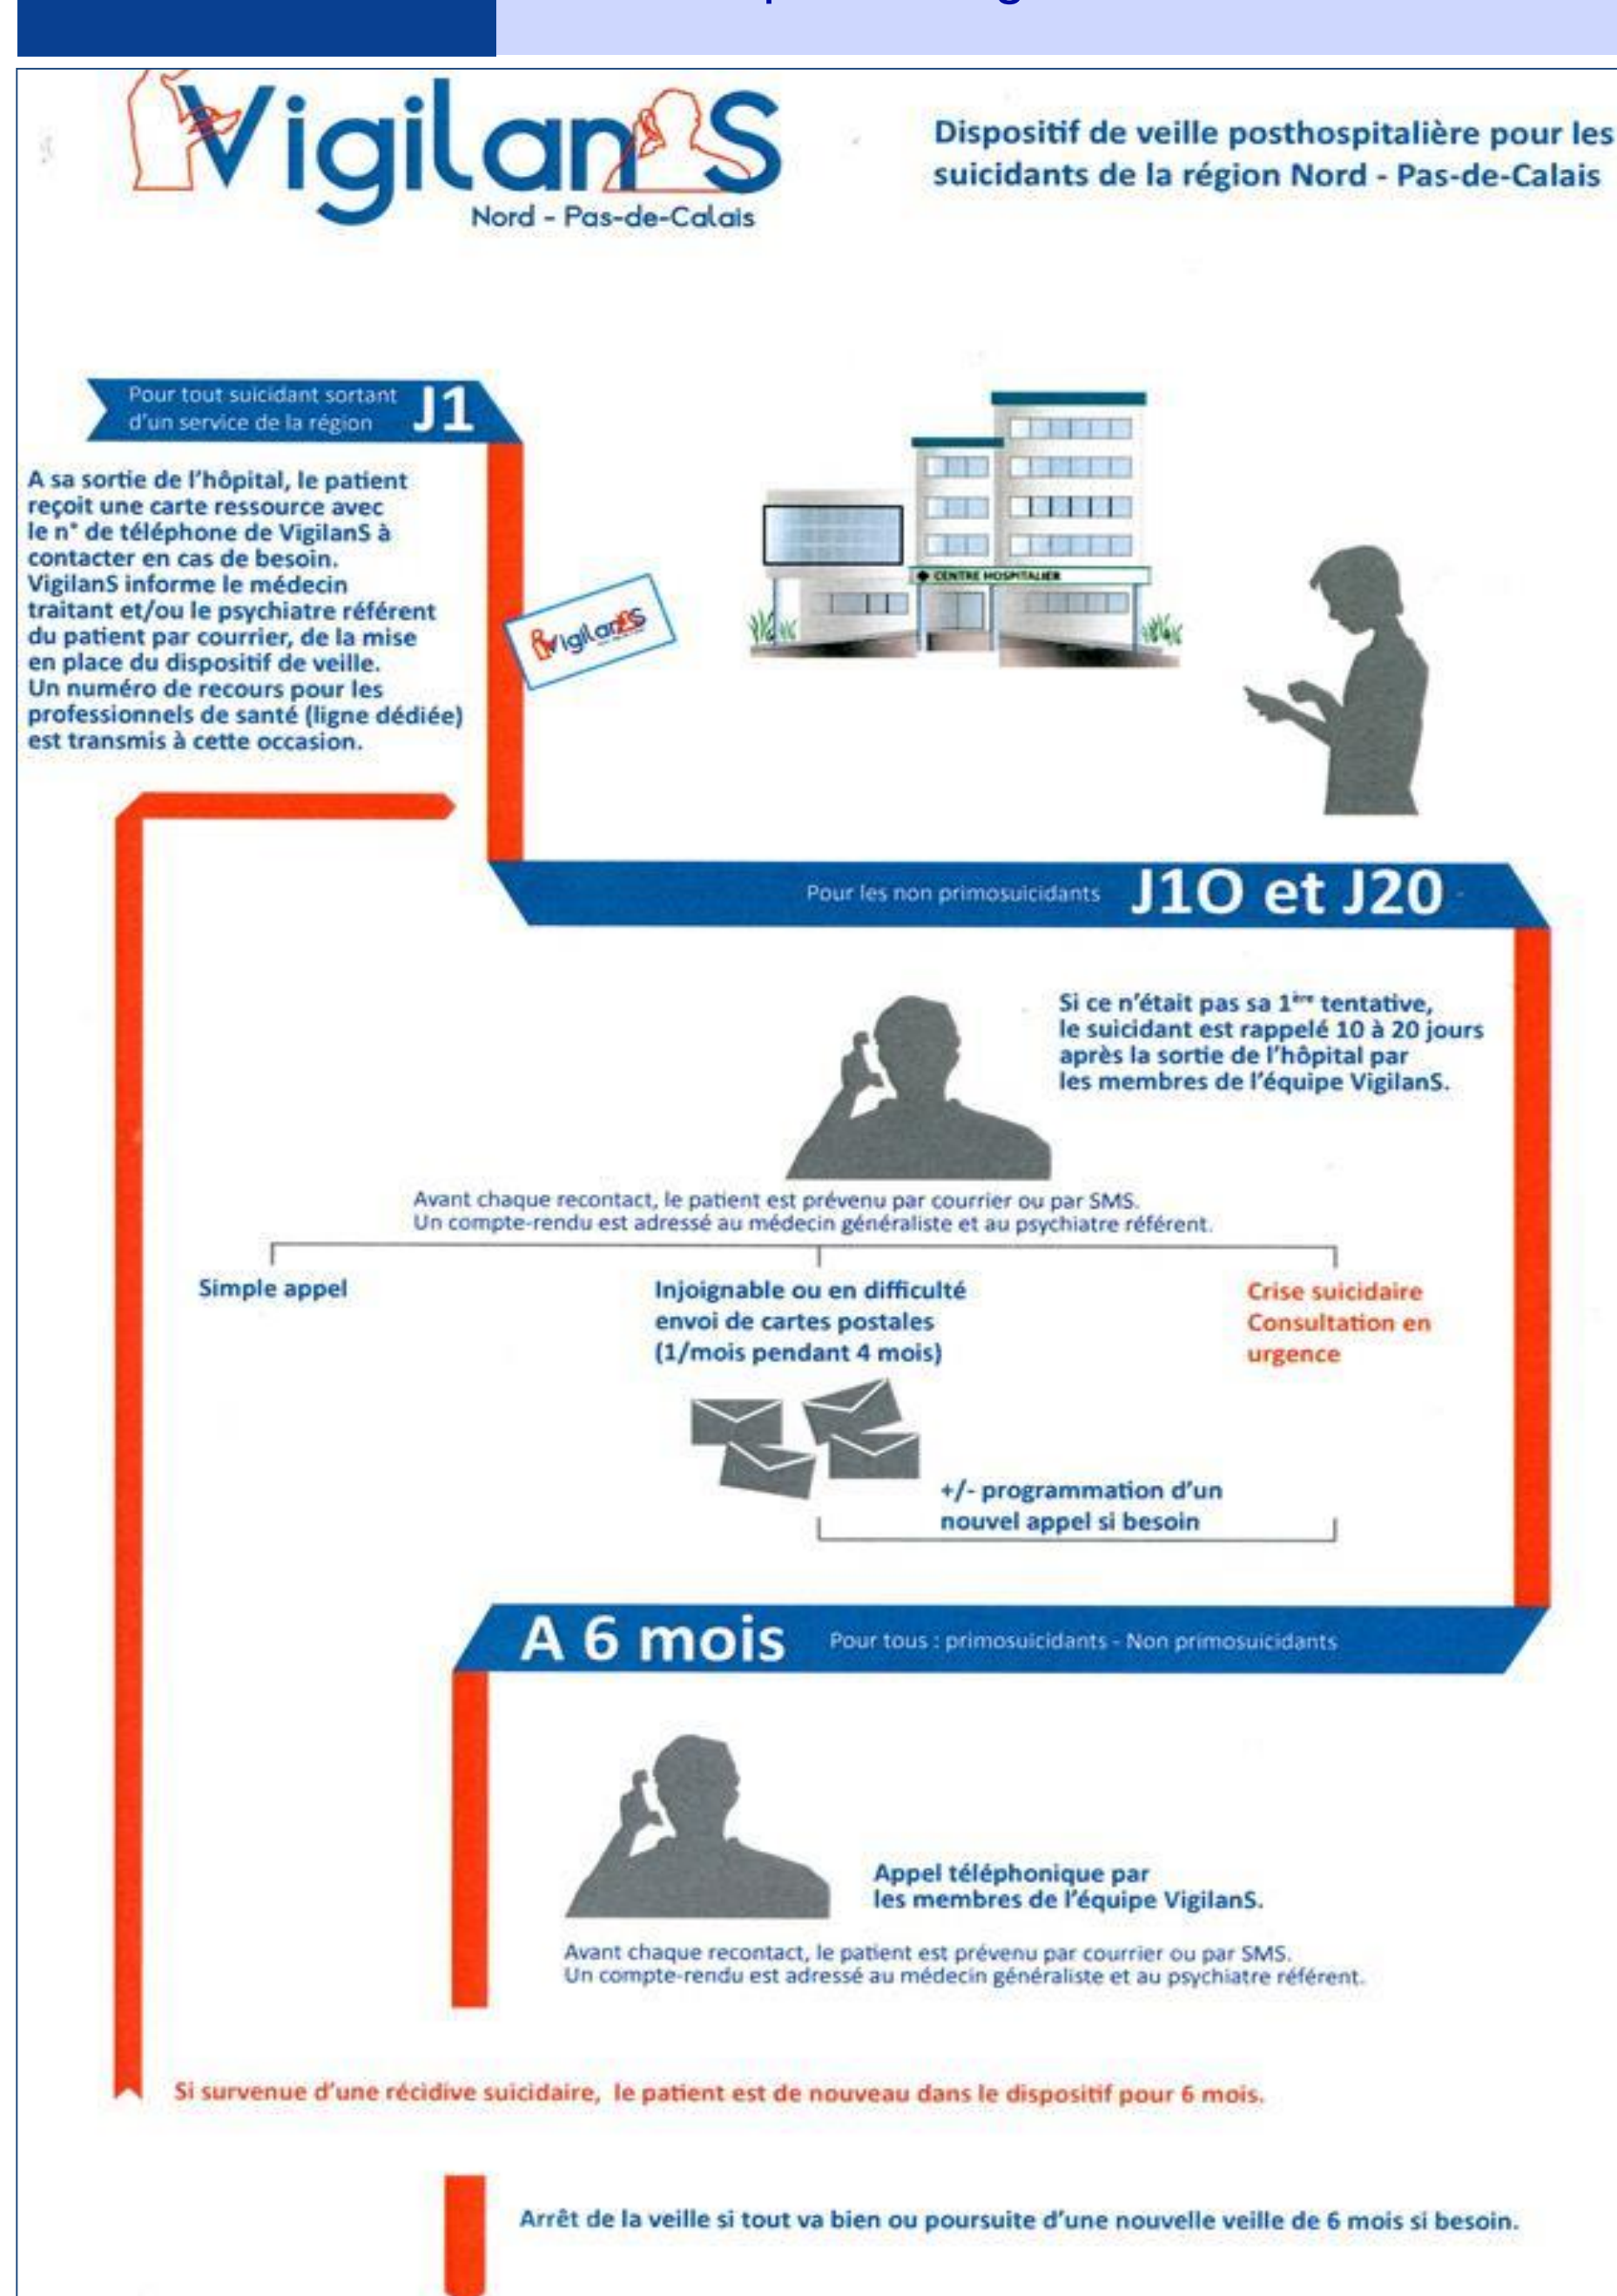 VigilanS
Nord - Pas-de-Calais
Dispositif de veille posthospitalière pour les
suicidants de la région Nord - Pas-de-Calais
Pour tout suicidant sortant
d'un service de la région
J1
A sa sortie de l'hôpital, le patient
reçoit une carte ressource avec
le n° de téléphone de VigilanS à
contacter en cas de besoin.
VigilanS informe le médecin
traitant et/ou le psychiatre référent
du patient par courrier, de la mise
en place du dispositif de veille.
Un numéro de recours pour les
professionnels de santé (ligne dédiée)
est transmis à cette occasion.
VigilanS
CENTRE HOSPITALIER
Pour les non primosuicidants J1O et J20
Si ce n'était pas sa 1ère tentative,
le suicidant est rappelé 10 à 20 jours
après la sortie de l'hôpital par
les membres de l'équipe VigilanS.
Avant chaque recontact, le patient est prévenu par courrier ou par SMS.
Un compte-rendu est adressé au médecin généraliste et au psychiatre référent.
Simple appel
Injoignable ou en difficulté
envoi de cartes postales
(1/mois pendant 4 mois)
Crise suicidaire
Consultation en
urgence
+/- programmation d'un
nouvel appel si besoin
A 6 mois Pour tous : primosuicidants - Non primosuicidants
Appel téléphonique par
les membres de l'équipe VigilanS.
Avant chaque recontact, le patient est prévenu par courrier ou par SMS.
Un compte-rendu est adressé au médecin généraliste et au psychiatre référent.
Si survenue d'une récidive suicidaire, le patient est de nouveau dans le dispositif pour 6 mois.
Arrêt de la veille si tout va bien ou poursuite d'une nouvelle veille de 6 mois si besoin.